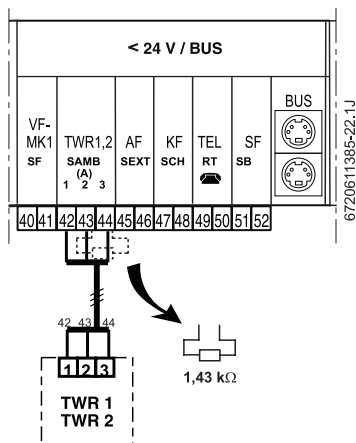 < 24 V / BUS
VF-
MK1
SF
TWR1,2
SAMB
(A)
1 2 3
AF
SEXT
KF
SCH
TEL
RT
SF
SB
BUS
40 41 42 43 44 45 46 47 48 49 50 51 52
6720611385-22.1J
42 43 44
1 2 3
TWR 1
TWR 2
1,43 kΩ